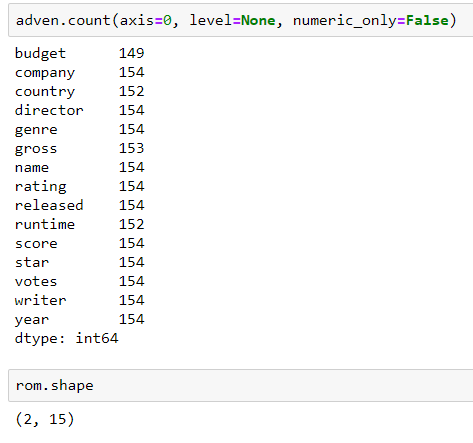 adven.count(axis=0, level=None, numeric_only=False)
budget 149
company 154
country 152
director 154
genre 154
gross 153
name 154
rating 154
released 154
runtime 152
score 154
star 154
votes 154
writer 154
year 154
dtype: int64
rom.shape
(2, 15)